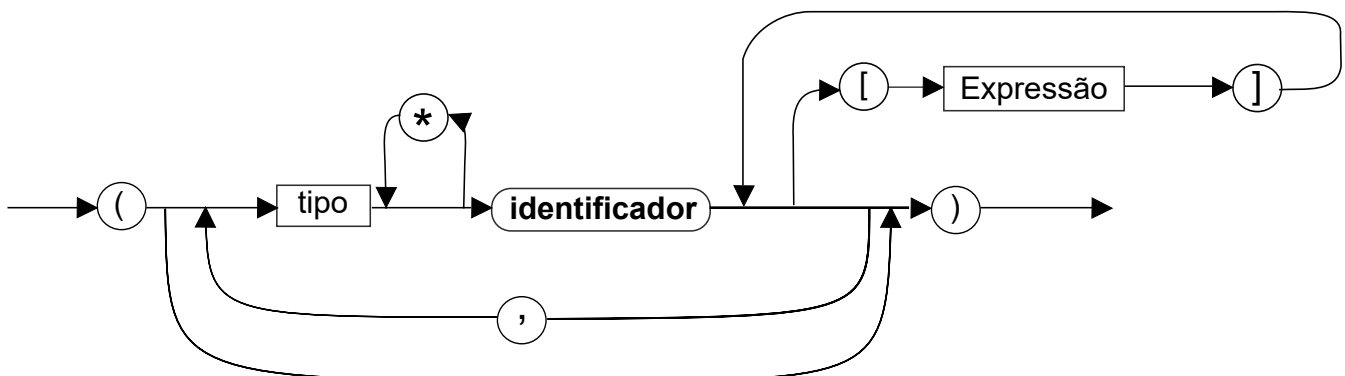 *
[ Expressão ]
( tipo identificador )
,